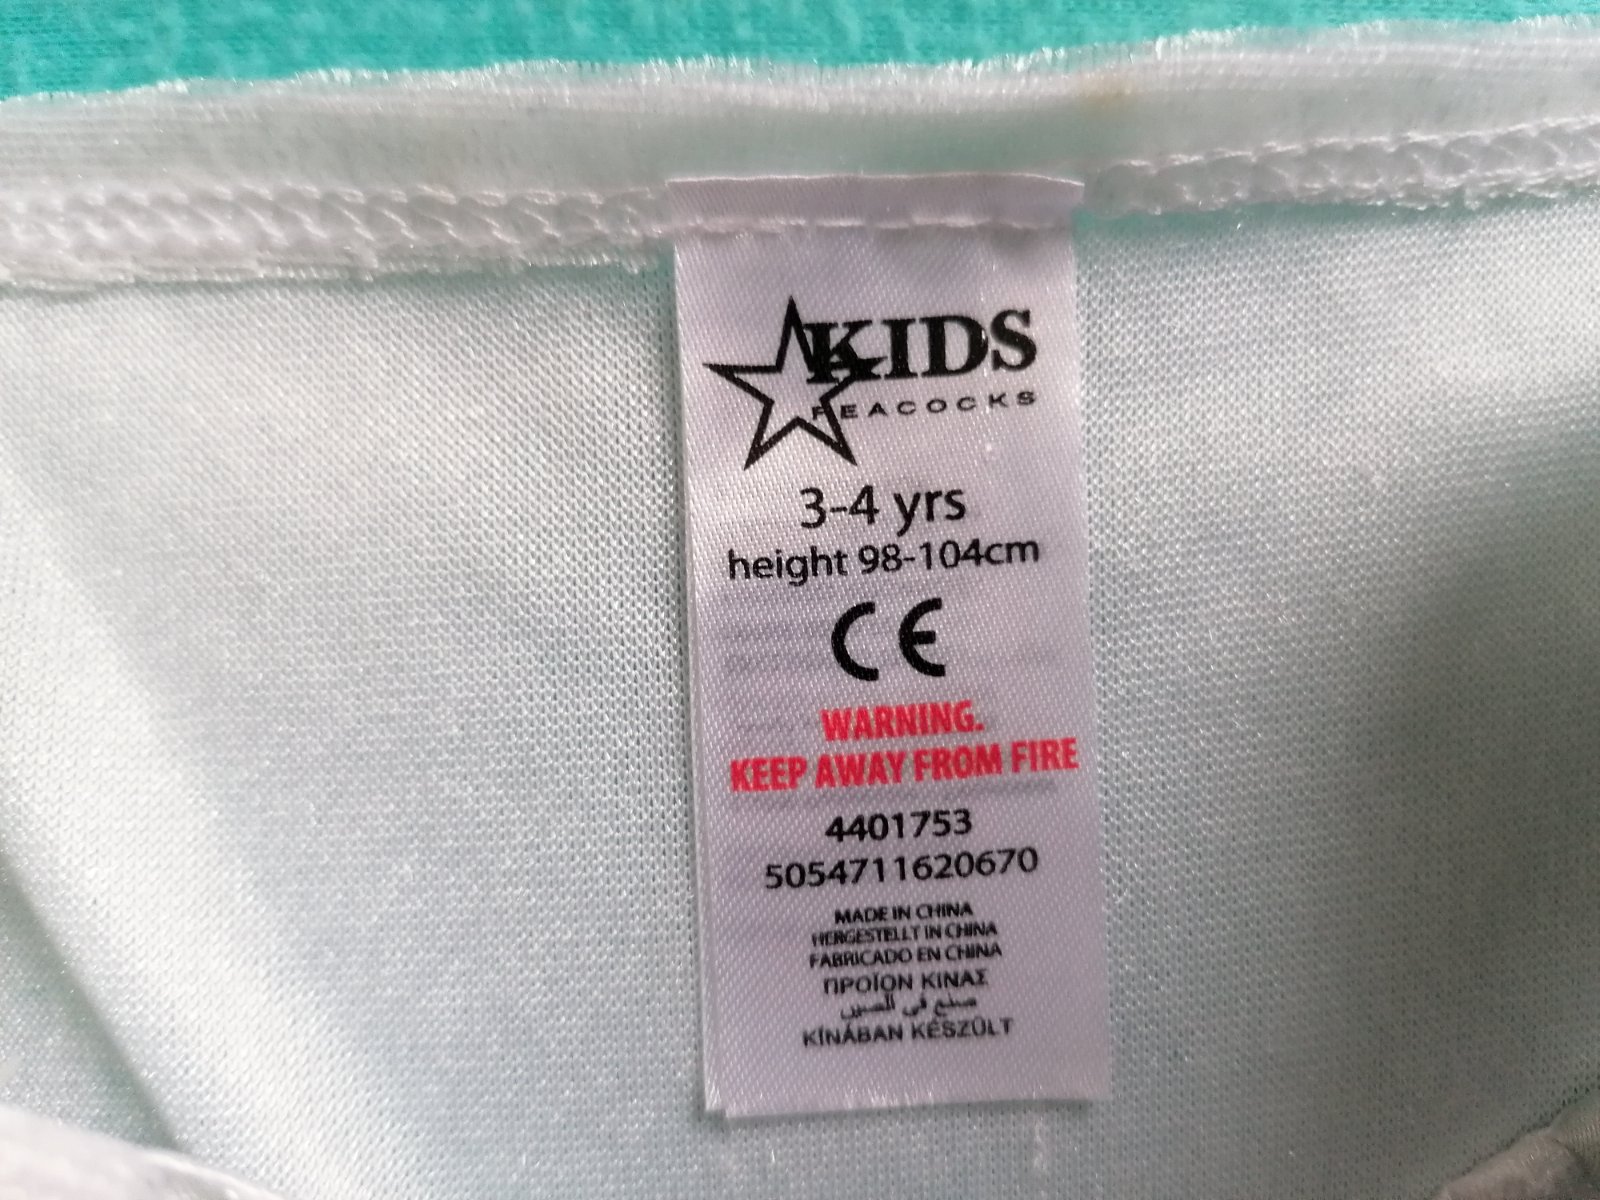 KIDS
PEACOCKS
3-4 yrs
height 98-104cm
CE
WARNING.
KEEP AWAY FROM FIRE
4401753
5054711620670
MADE IN CHINA
HERGESTELLT IN CHINA
FABRICADO EN CHINA
ΠΡΟΪΟΝ ΚΙΝΑΣ
صنع في الصين
KÍNÁBAN KÉSZÜLT